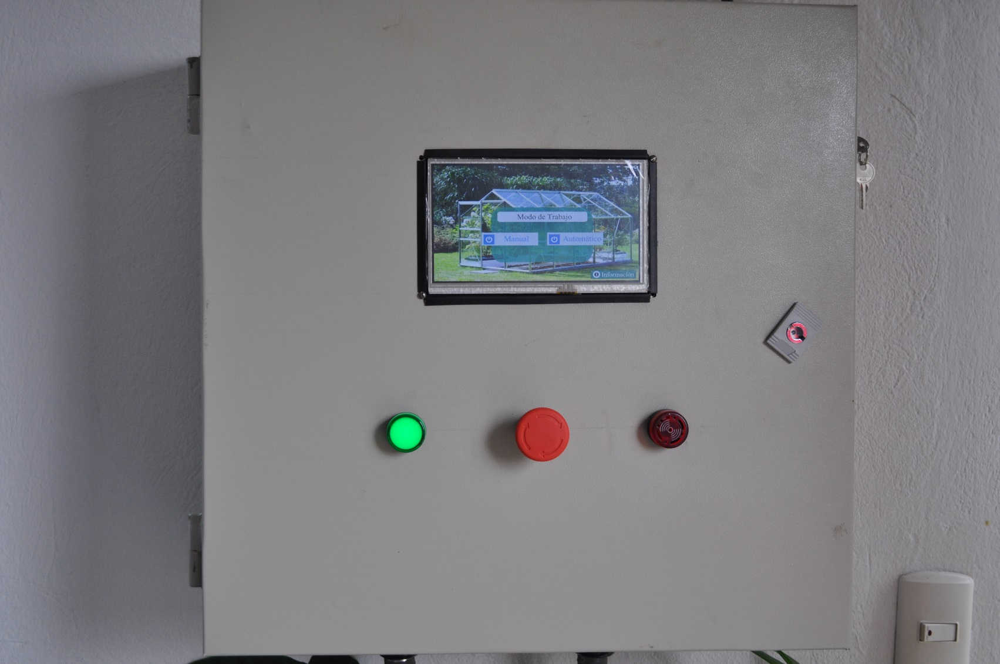 Modo de Trabajo
Manual
Automático
Información